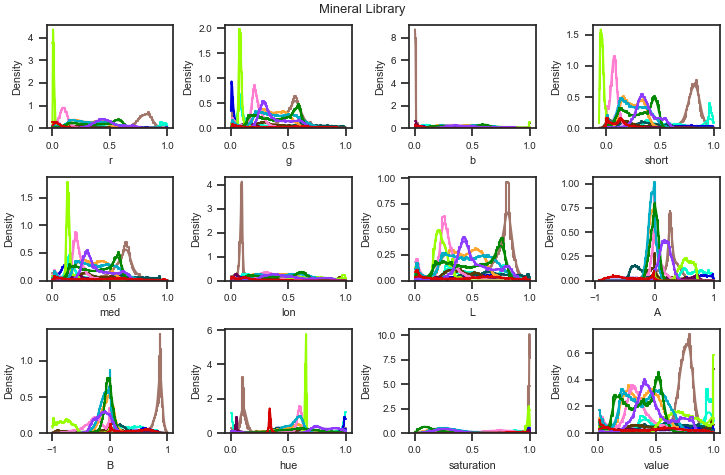 Mineral Library
Density
4
3
2
1
0
0.0 0.5 1.0
r
Density
2.0
1.5
1.0
0.5
0.0
0.0 0.5 1.0
g
Density
8
6
4
2
0
0.0 0.5 1.0
b
Density
1.5
1.0
0.5
0.0
0.0 0.5 1.0
short
Density
1.5
1.0
0.5
0.0
0.0 0.5 1.0
med
Density
4
3
2
1
0
0.0 0.5 1.0
lon
Density
1.00
0.75
0.50
0.25
0.00
0.0 0.5 1.0
L
Density
1.00
0.75
0.50
0.25
0.00
−1 0 1
A
Density
1.0
0.5
0.0
−1 0 1
B
Density
6
4
2
0
0.0 0.5 1.0
hue
Density
10.0
7.5
5.0
2.5
0.0
0.0 0.5 1.0
saturation
Density
0.6
0.4
0.2
0.0
0.0 0.5 1.0
value